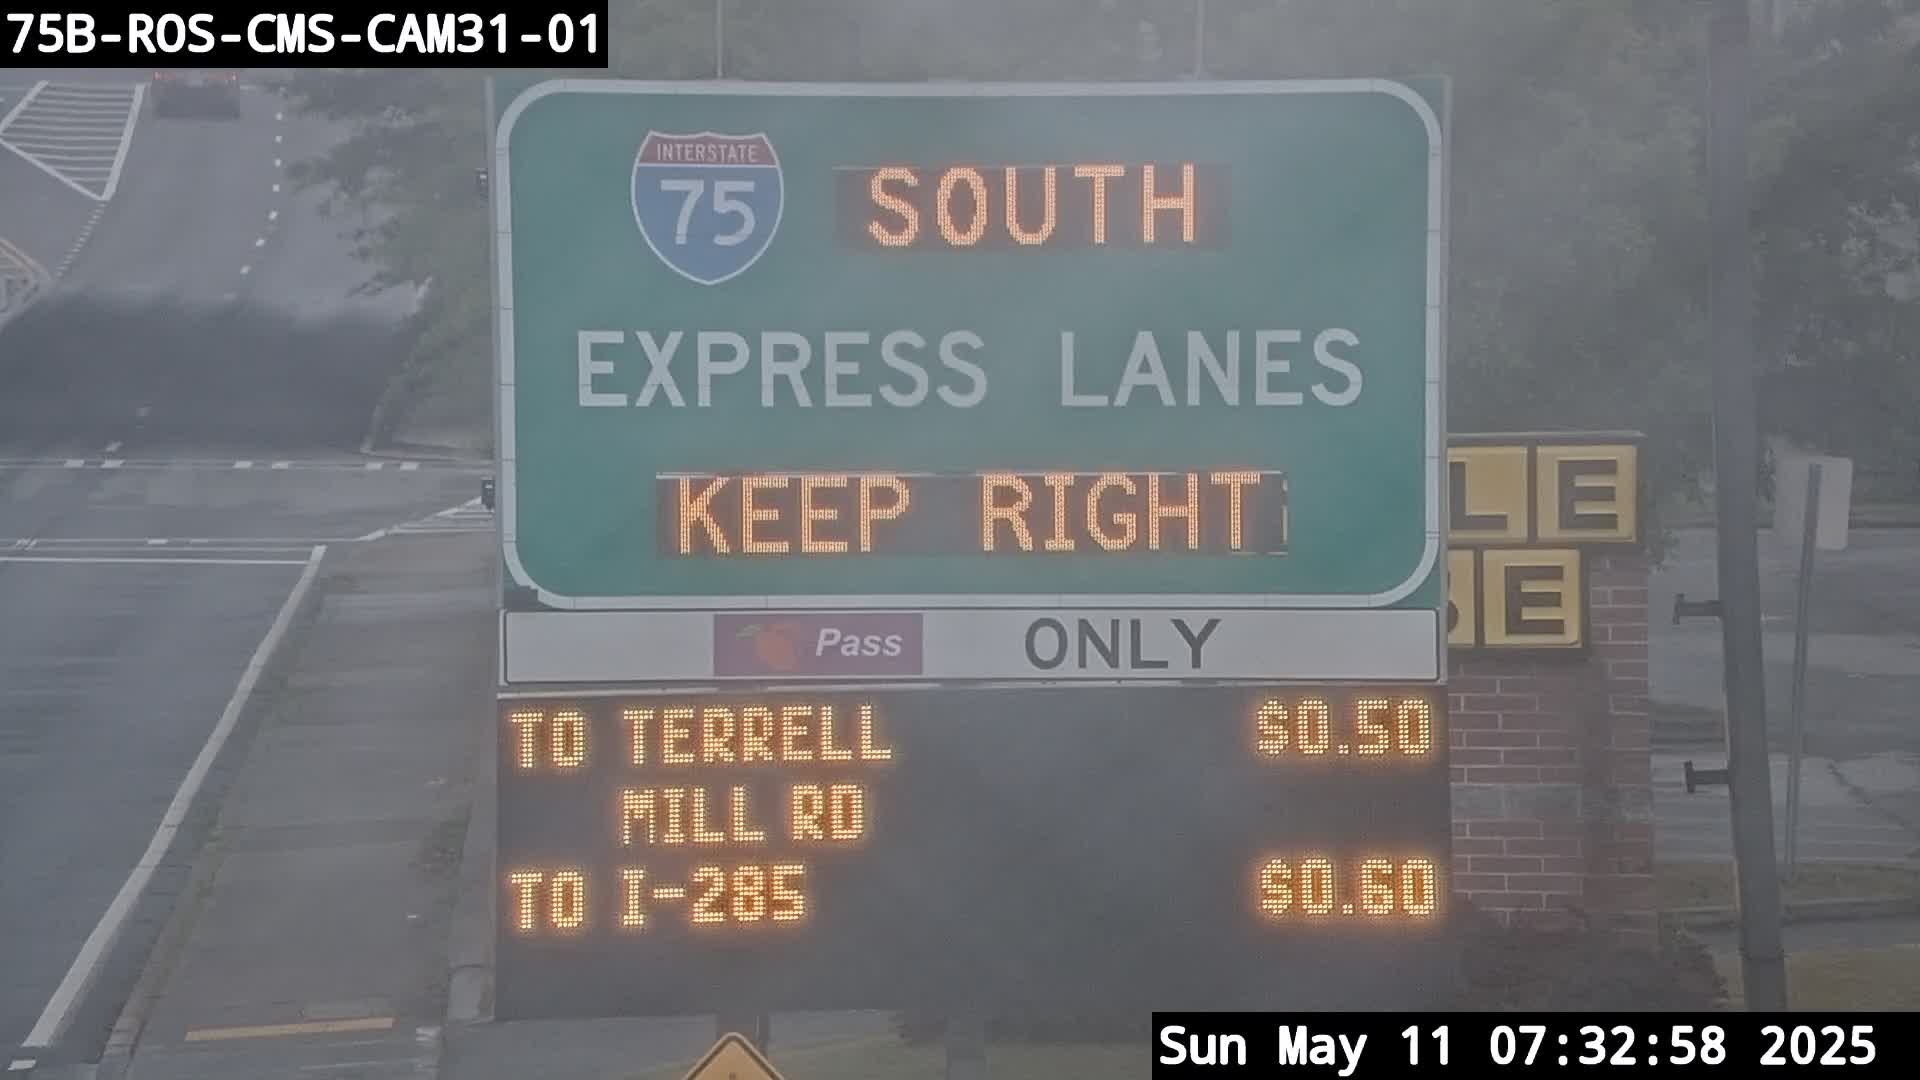 75B-ROS-CMS-CAM31-01
INTERSTATE
75 SOUTH
EXPRESS LANES
KEEP RIGHT
Pass ONLY
TO TERRELL $0.50
MILL RD
TO I-285 $0.60
LE
E
Sun May 11 07:32:58 2025